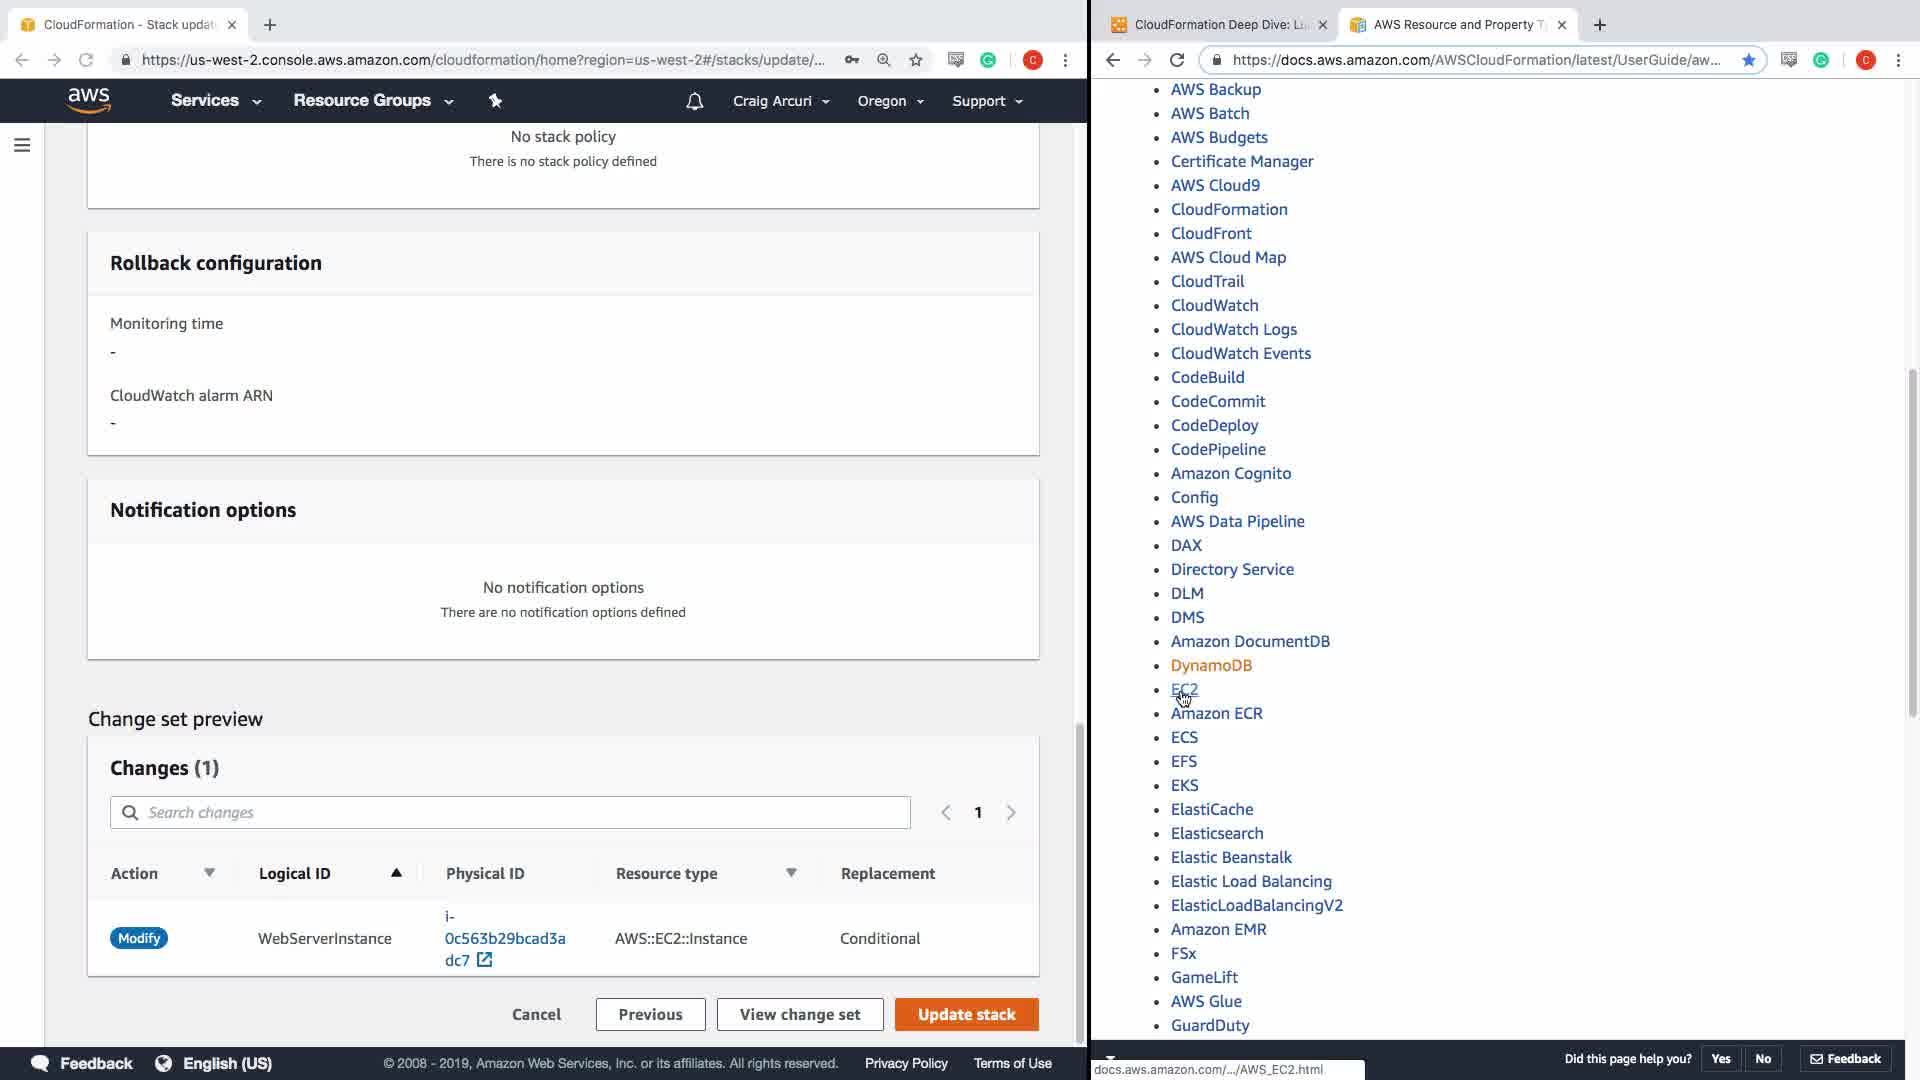 CloudFormation - Stack updat
https://us-west-2.console.aws.amazon.com/cloudformation/home?region=us-west-2#/stacks/update/...
C
aws
Services
Resource Groups
Craig Arcuri
Oregon
Support
No stack policy
There is no stack policy defined
Rollback configuration
Monitoring time
-
CloudWatch alarm ARN
-
Notification options
No notification options
There are no notification options defined
Change set preview
Changes (1)
Search changes
1
Action
Logical ID
Physical ID
Resource type
Replacement
Modify
WebServerInstance
i-
0c563b29bcad3a
dc7
AWS::EC2::Instance
Conditional
Cancel
Previous
View change set
Update stack
Feedback
English (US)
© 2008 - 2019, Amazon Web Services, Inc. or its affiliates. All rights reserved.
Privacy Policy
Terms of Use
CloudFormation Deep Dive: Lu
AWS Resource and Property T
https://docs.aws.amazon.com/AWSCloudFormation/latest/UserGuide/aw...
C
AWS Backup
AWS Batch
AWS Budgets
Certificate Manager
AWS Cloud9
CloudFormation
CloudFront
AWS Cloud Map
CloudTrail
CloudWatch
CloudWatch Logs
CloudWatch Events
CodeBuild
CodeCommit
CodeDeploy
CodePipeline
Amazon Cognito
Config
AWS Data Pipeline
DAX
Directory Service
DLM
DMS
Amazon DocumentDB
DynamoDB
EC2
Amazon ECR
ECS
EFS
EKS
ElastiCache
Elasticsearch
Elastic Beanstalk
Elastic Load Balancing
ElasticLoadBalancingV2
Amazon EMR
FSx
GameLift
AWS Glue
GuardDuty
Did this page help you?
Yes
No
Feedback
docs.aws.amazon.com/.../AWS_EC2.html